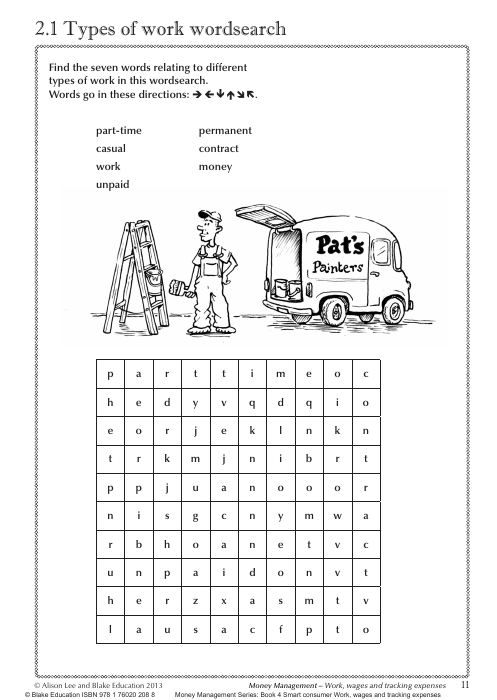 2.1 Types of work wordsearch
Find the seven words relating to different
types of work in this wordsearch.
Words go in these directions: → ← ↓ ↑ ↘ ↖.
part-time permanent
casual contract
work money
unpaid
Pat's
Painters
p a r t t i m e o c
h e d y v q d q i o
e o r j e k l n k n
t r k m j n i b r t
p p j u a n o o o r
n i s g c n y m w a
r b h o a n e t v c
u n p a i d o n v t
h e r z x a s m t v
l a u s a c f p t o
© Alison Lee and Blake Education 2013 Money Management – Work, wages and tracking expenses 11
© Blake Education ISBN 978 1 76020 208 8 Money Management Series: Book 4 Smart consumer Work, wages and tracking expenses